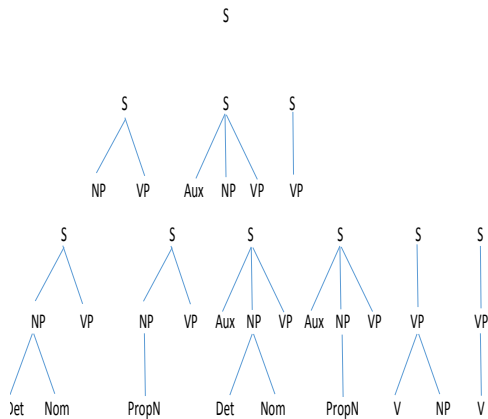 S
S S S
NP VP Aux NP VP VP
S S S S S S
NP VP NP VP Aux NP VP Aux NP VP VP VP
Det Nom PropN Det Nom PropN V NP V